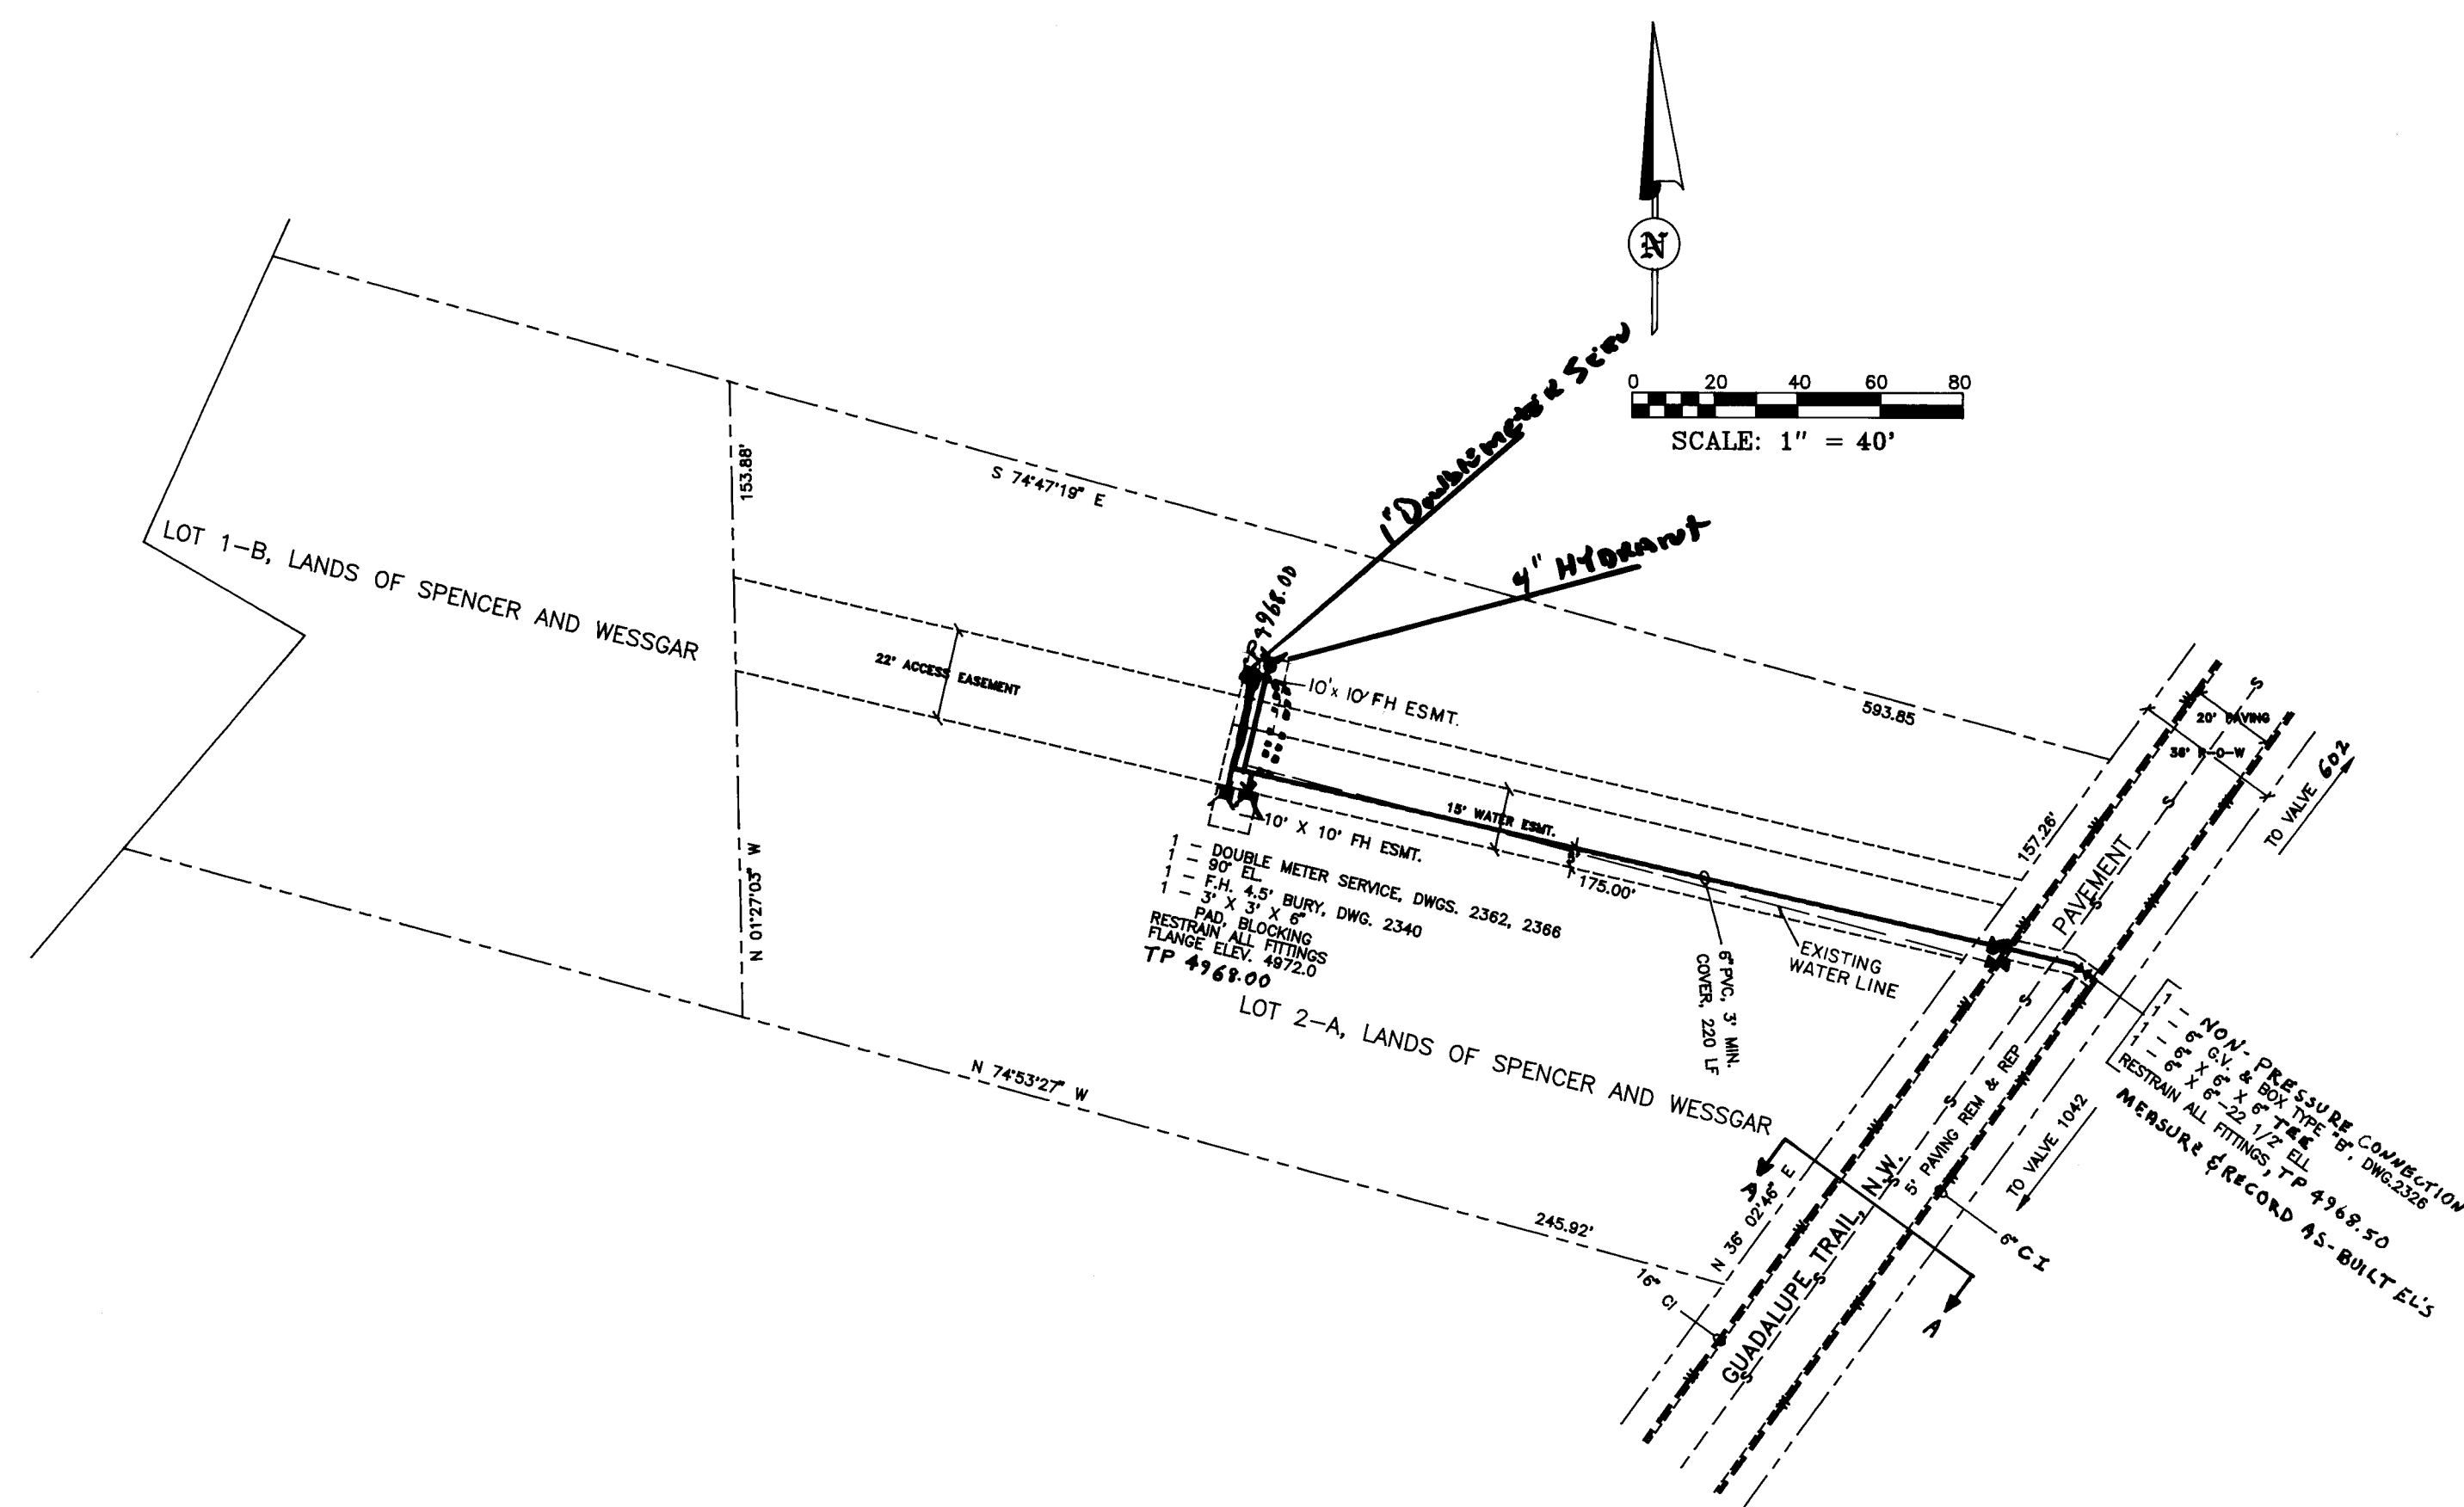 N
0 20 40 60 80
SCALE: 1" = 40'
1" Double meter Serv
4" HYDRANT
S 74°47'19" E
153.88'
LOT 1-B, LANDS OF SPENCER AND WESSGAR
22' ACCESS EASEMENT
TP 4968.00
10' x 10' FH ESMT.
593.85
20' PAVING
38' R-O-W
TO VALVE 602
15' WATER ESMT.
157.26'
PAVEMENT
10' X 10' FH ESMT.
175.00'
1 - DOUBLE METER SERVICE, DWGS. 2362, 2366
1 - 90° EL.
1 - F.H. 4.5' BURY, DWG. 2340
1 - 3' X 3' X 6"
PAD, BLOCKING
RESTRAIN ALL FITTINGS
FLANGE ELEV. 4972.0
TP 4968.00
N 01°27'03" W
EXISTING
WATER LINE
6" PVC, 3' MIN.
COVER, 220 LF
LOT 2-A, LANDS OF SPENCER AND WESSGAR
1 - NON-PRESSURE CONNECTION
1 - 6" G.V. & BOX TYPE "B", DWG.2326
1 - 6" X 6" X 6" TEE
1 - 6" X 6"-22 1/2° ELL
RESTRAIN ALL FITTINGS, TP 4968.50
MEASURE & RECORD AS-BUILT EL'S
N 74°53'27" W
5' PAVING REM & REP
TO VALVE 1042
A
N 36° 02'46" E
245.92'
GUADALUPE TRAIL, N.W.
6" CI
16" CI
A